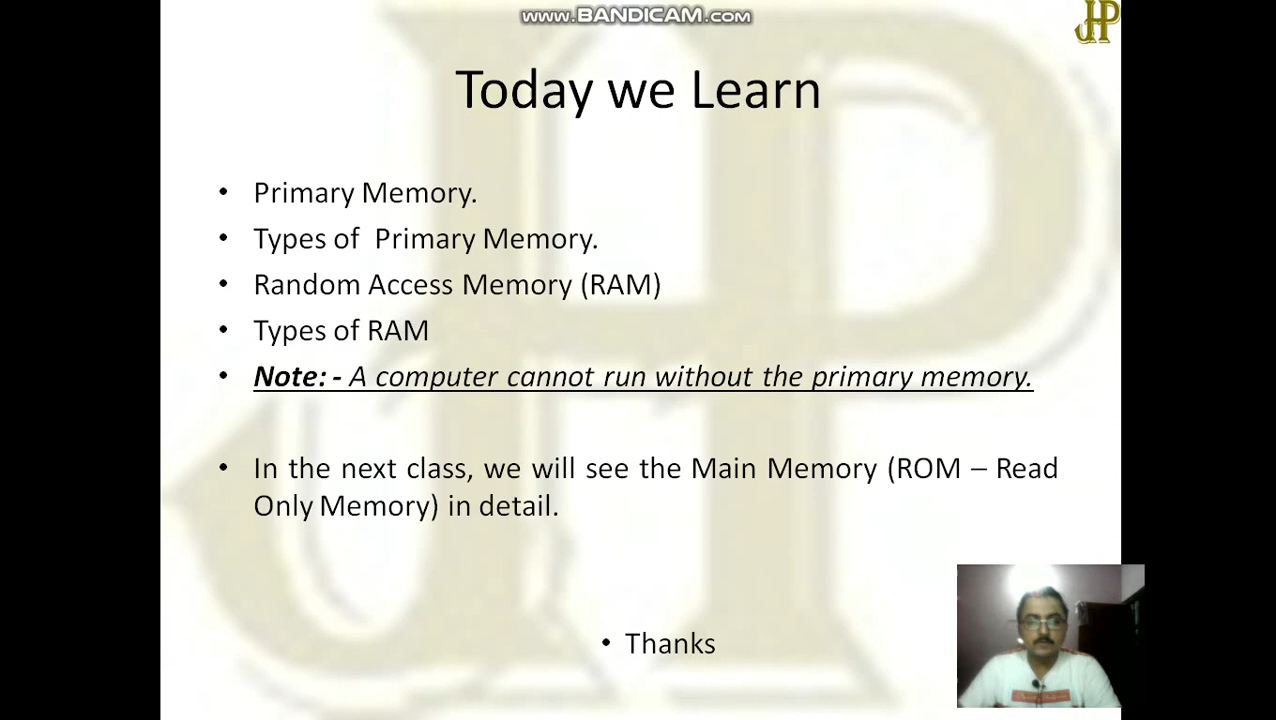 www.BANDICAM.com
JHP
Today we Learn
• Primary Memory.
• Types of Primary Memory.
• Random Access Memory (RAM)
• Types of RAM
• Note: - A computer cannot run without the primary memory.
• In the next class, we will see the Main Memory (ROM – Read
Only Memory) in detail.
• Thanks